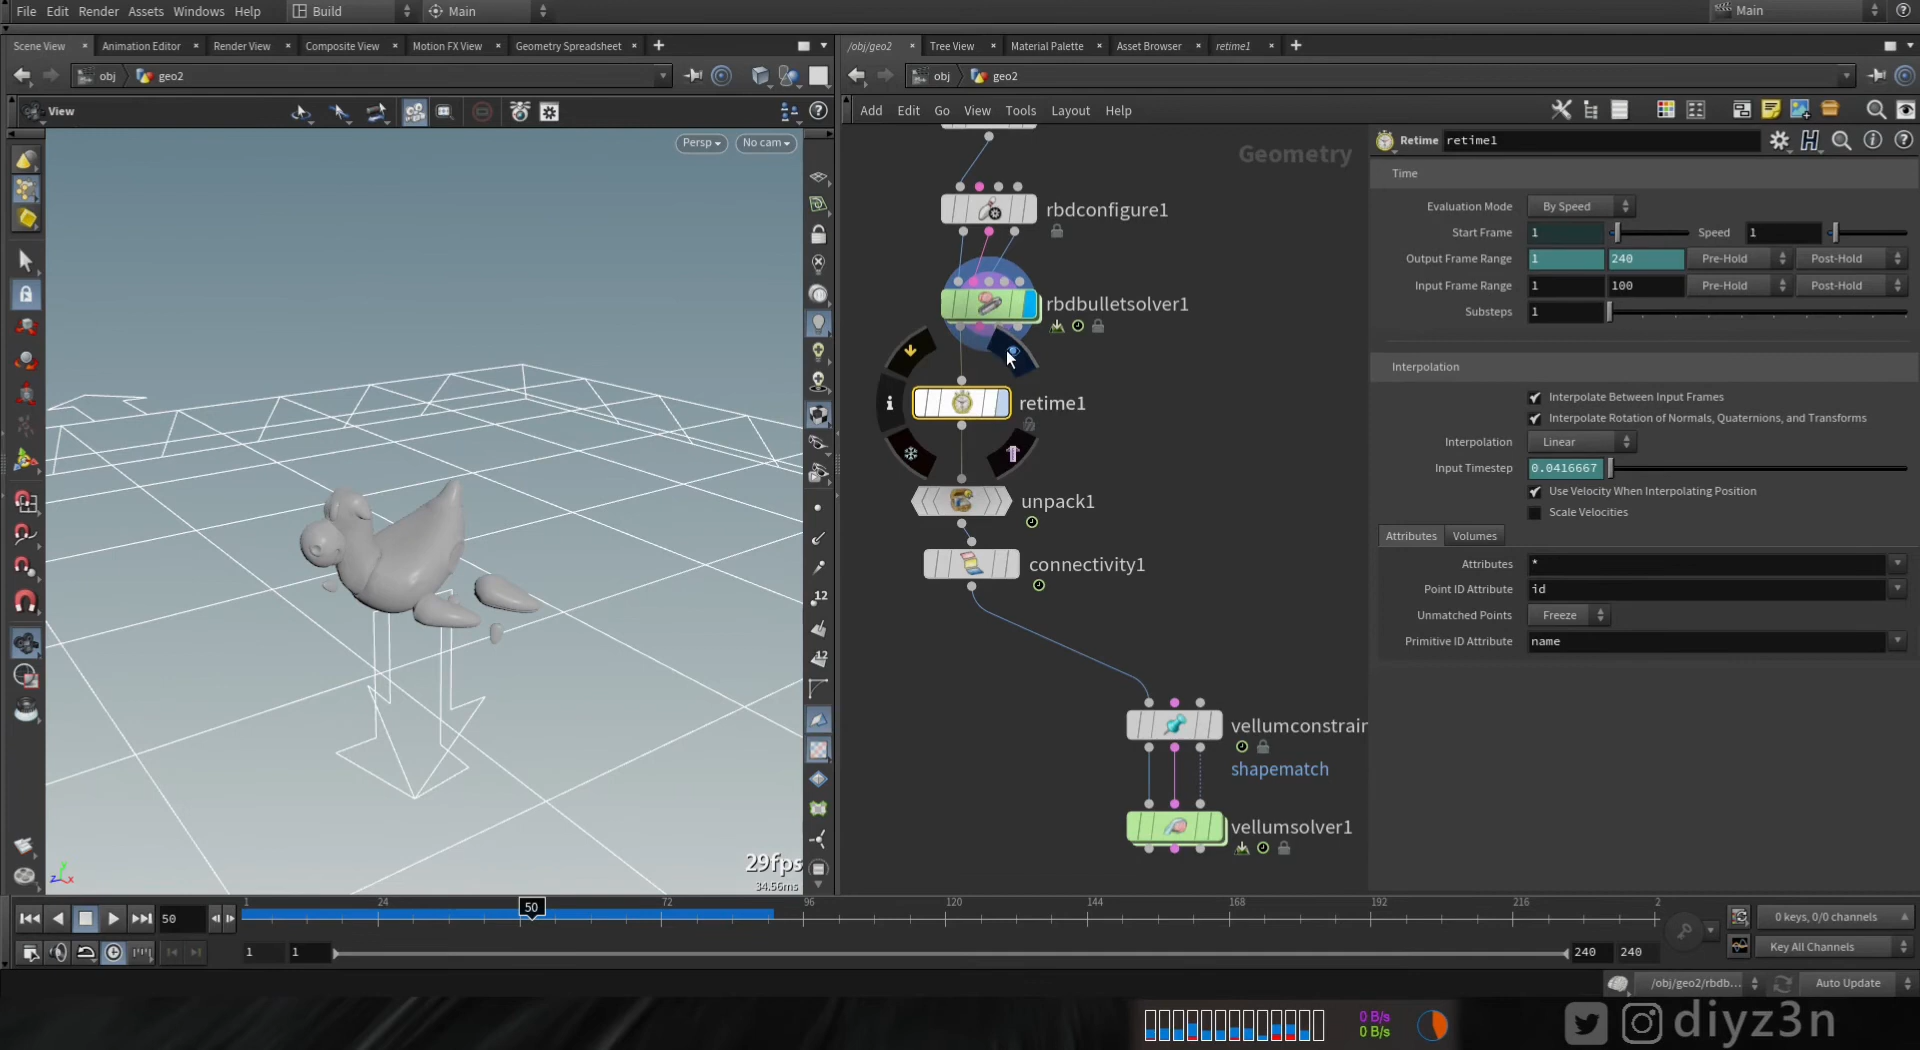 File Edit Render Assets Windows Help Build Main Main
Scene View Animation Editor Render View Composite View Motion FX View Geometry Spreadsheet
/obj/geo2 Tree View Material Palette Asset Browser retime1
obj geo2
obj geo2
View
Add Edit Go View Tools Layout Help
Persp No cam
Geometry
Retime retime1
Time
Evaluation Mode By Speed
Start Frame 1 Speed 1
Output Frame Range 1 240 Pre-Hold Post-Hold
Input Frame Range 1 100 Pre-Hold Post-Hold
Substeps 1
Interpolation
Interpolate Between Input Frames
Interpolate Rotation of Normals, Quaternions, and Transforms
Interpolation Linear
Input Timestep 0.0416667
Use Velocity When Interpolating Position
Scale Velocities
Attributes Volumes
Attributes *
Point ID Attribute id
Unmatched Points Freeze
Primitive ID Attribute name
rbdconfigure1
rbdbulletsolver1
retime1
unpack1
connectivity1
vellumconstrain
shapematch
vellumsolver1
12
12
29fps
34.56ms
z x
50
1 24 50 72 96 120 144 168 192 216 2
0 keys, 0/0 channels
1 1 240 240
Key All Channels
/obj/geo2/rbdb... Auto Update
0 B/s
0 B/s
diyz3n